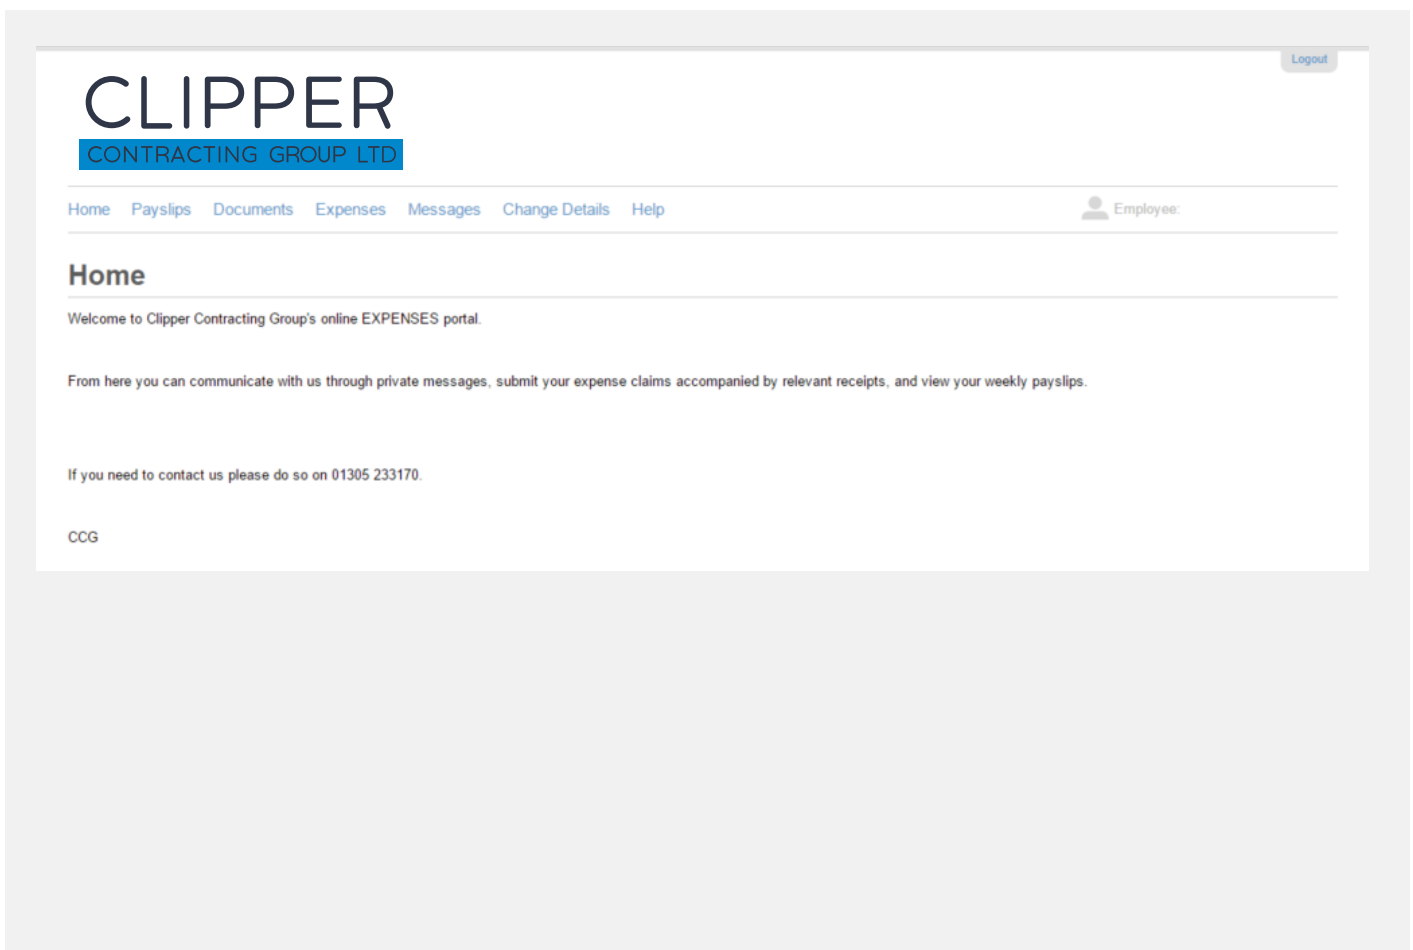 Logout
CLIPPER
CONTRACTING GROUP LTD
Home Payslips Documents Expenses Messages Change Details Help Employee:
Home
Welcome to Clipper Contracting Group's online EXPENSES portal.
From here you can communicate with us through private messages, submit your expense claims accompanied by relevant receipts, and view your weekly payslips.
If you need to contact us please do so on 01305 233170.
CCG